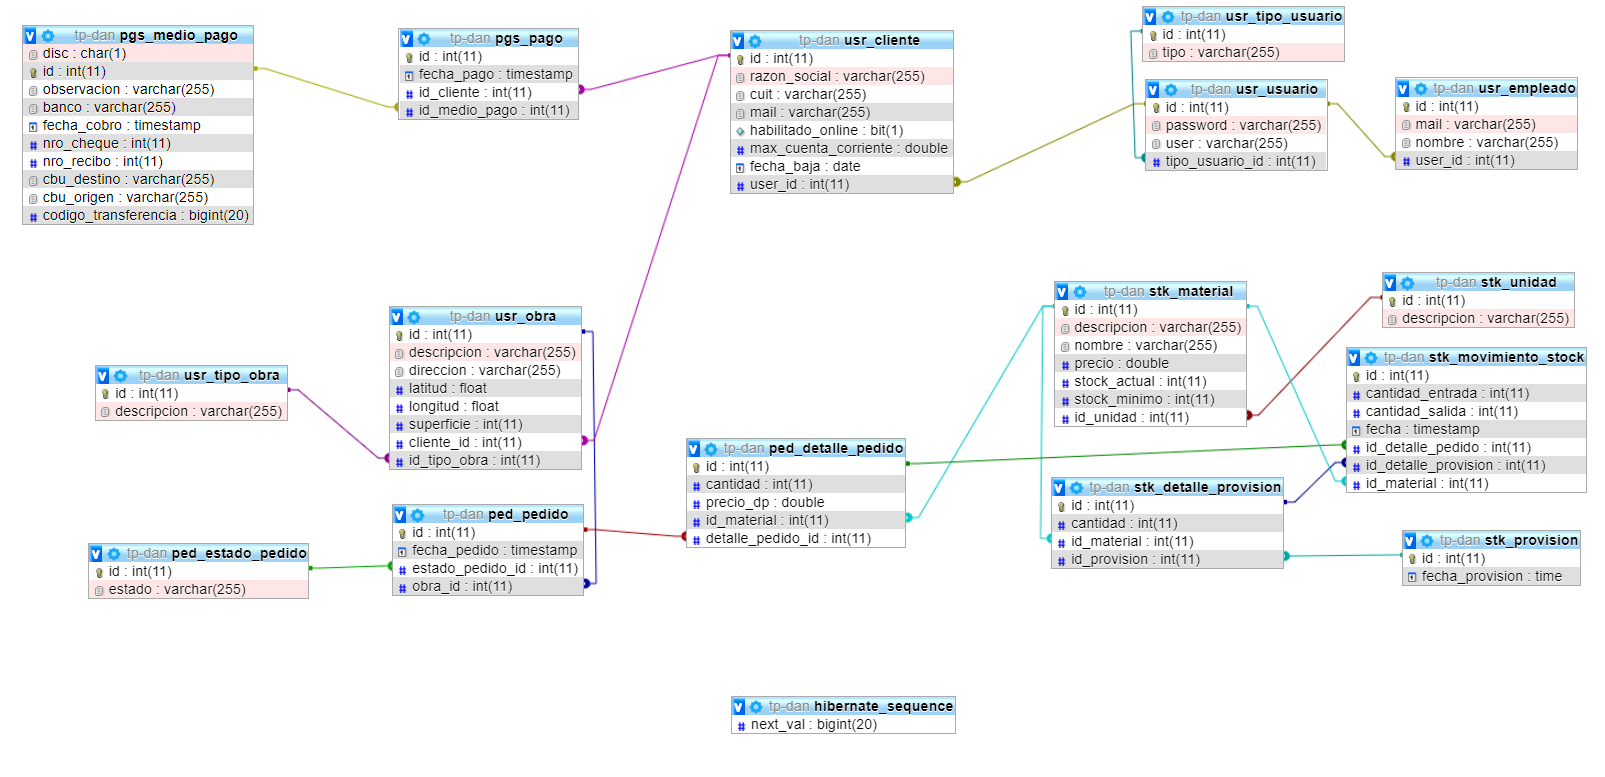 tp-dan pgs_medio_pago
disc : char(1)
id : int(11)
observacion : varchar(255)
banco : varchar(255)
fecha_cobro : timestamp
nro_cheque : int(11)
nro_recibo : int(11)
cbu_destino : varchar(255)
cbu_origen : varchar(255)
codigo_transferencia : bigint(20)
tp-dan pgs_pago
id : int(11)
fecha_pago : timestamp
id_cliente : int(11)
id_medio_pago : int(11)
tp-dan usr_cliente
id : int(11)
razon_social : varchar(255)
cuit : varchar(255)
mail : varchar(255)
habilitado_online : bit(1)
max_cuenta_corriente : double
fecha_baja : date
user_id : int(11)
tp-dan usr_tipo_usuario
id : int(11)
tipo : varchar(255)
tp-dan usr_usuario
id : int(11)
password : varchar(255)
user : varchar(255)
tipo_usuario_id : int(11)
tp-dan usr_empleado
id : int(11)
mail : varchar(255)
nombre : varchar(255)
user_id : int(11)
tp-dan usr_tipo_obra
id : int(11)
descripcion : varchar(255)
tp-dan usr_obra
id : int(11)
descripcion : varchar(255)
direccion : varchar(255)
latitud : float
longitud : float
superficie : int(11)
cliente_id : int(11)
id_tipo_obra : int(11)
tp-dan stk_material
id : int(11)
descripcion : varchar(255)
nombre : varchar(255)
precio : double
stock_actual : int(11)
stock_minimo : int(11)
id_unidad : int(11)
tp-dan stk_unidad
id : int(11)
descripcion : varchar(255)
tp-dan stk_movimiento_stock
id : int(11)
cantidad_entrada : int(11)
cantidad_salida : int(11)
fecha : timestamp
id_detalle_pedido : int(11)
id_detalle_provision : int(11)
id_material : int(11)
tp-dan ped_estado_pedido
id : int(11)
estado : varchar(255)
tp-dan ped_pedido
id : int(11)
fecha_pedido : timestamp
estado_pedido_id : int(11)
obra_id : int(11)
tp-dan ped_detalle_pedido
id : int(11)
cantidad : int(11)
precio_dp : double
id_material : int(11)
detalle_pedido_id : int(11)
tp-dan stk_detalle_provision
id : int(11)
cantidad : int(11)
id_material : int(11)
id_provision : int(11)
tp-dan stk_provision
id : int(11)
fecha_provision : time
tp-dan hibernate_sequence
next_val : bigint(20)